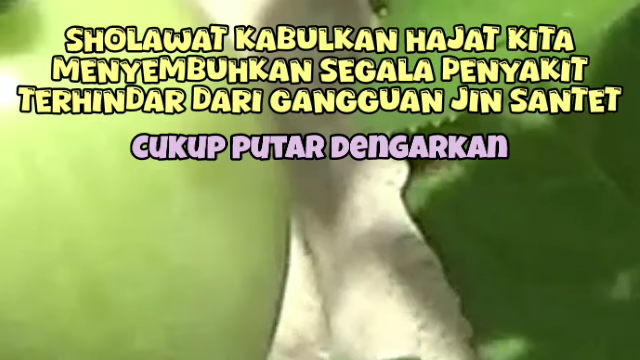 SHOLAWAT KABULKAN HAJAT KITA
MENYEMBUHKAN SEGALA PENYAKIT
TERHINDAR DARI GANGGUAN JIN SANTET
CUKUP PUTAR DENGARKAN